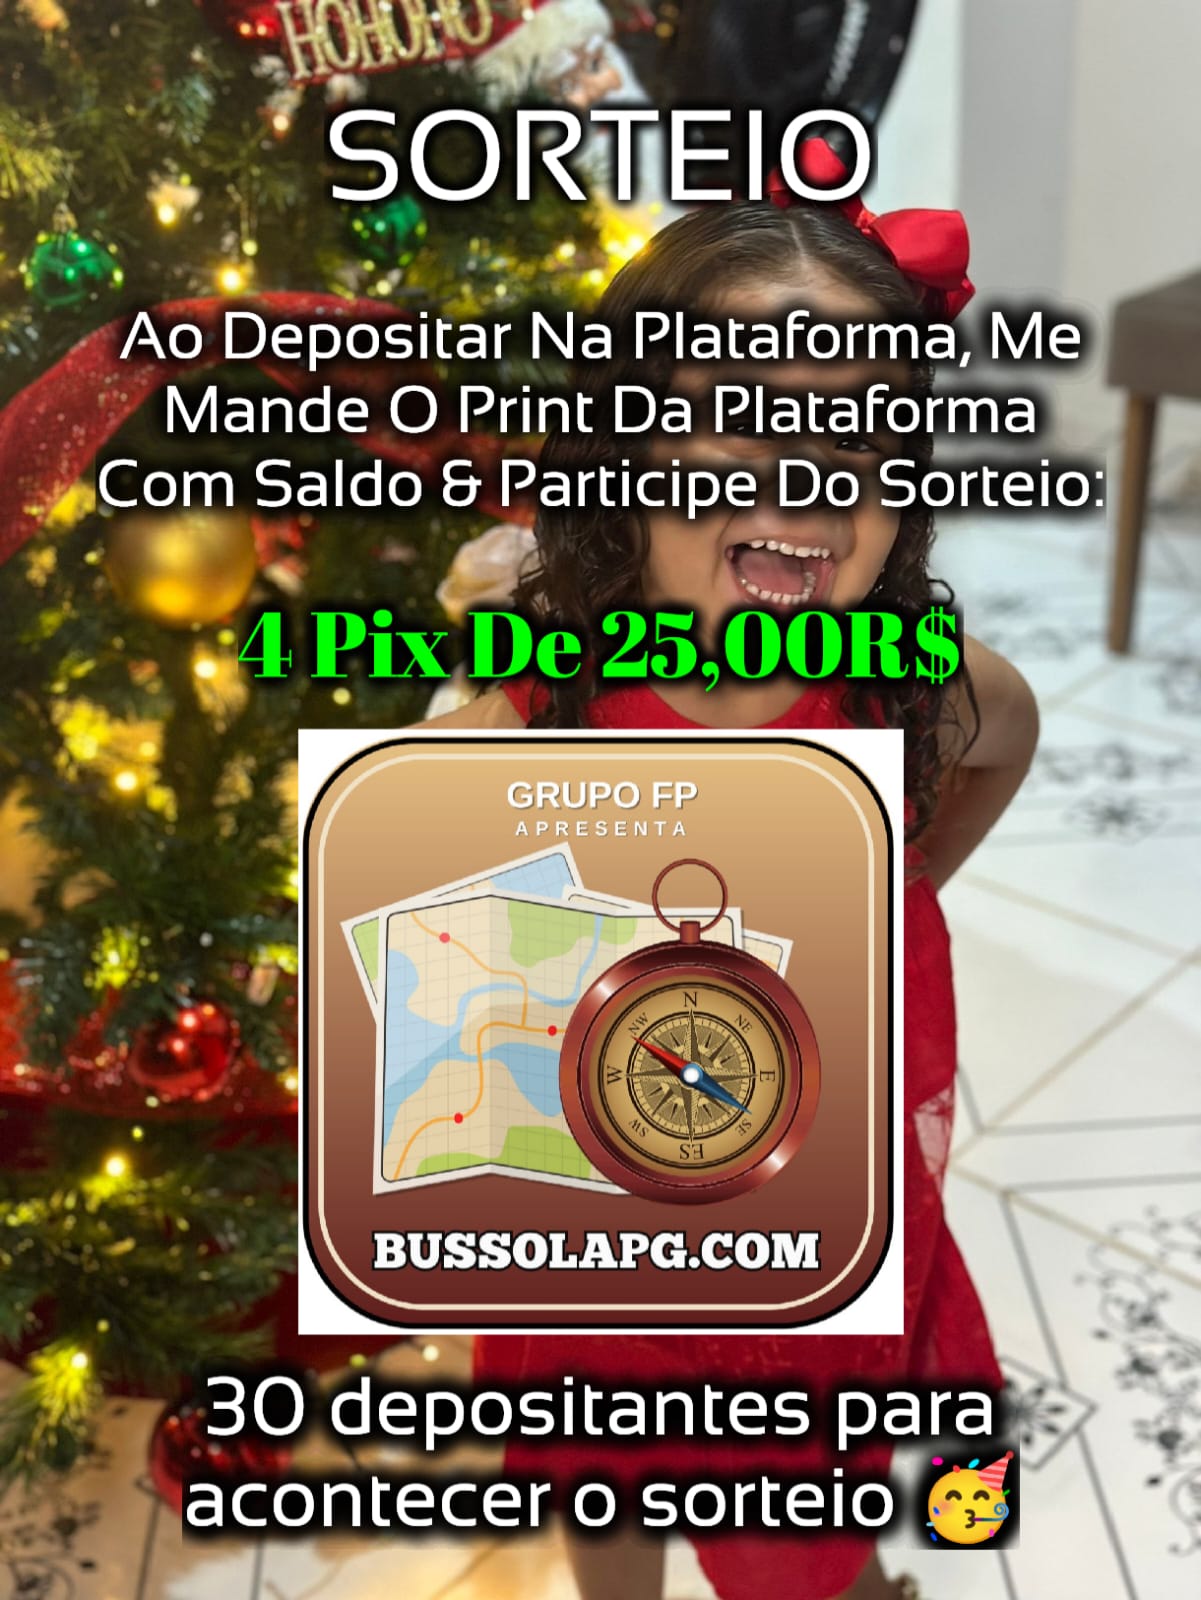 HOHOHO
SORTEIO
Ao Depositar Na Plataforma, Me
Mande O Print Da Plataforma
Com Saldo & Participe Do Sorteio:
4 Pix De 25,00R$
GRUPO FP
APRESENTA
N
NW
NE
W
E
SW
SE
ES
BUSSOLAPG.COM
30 depositantes para
acontecer o sorteio 🥳